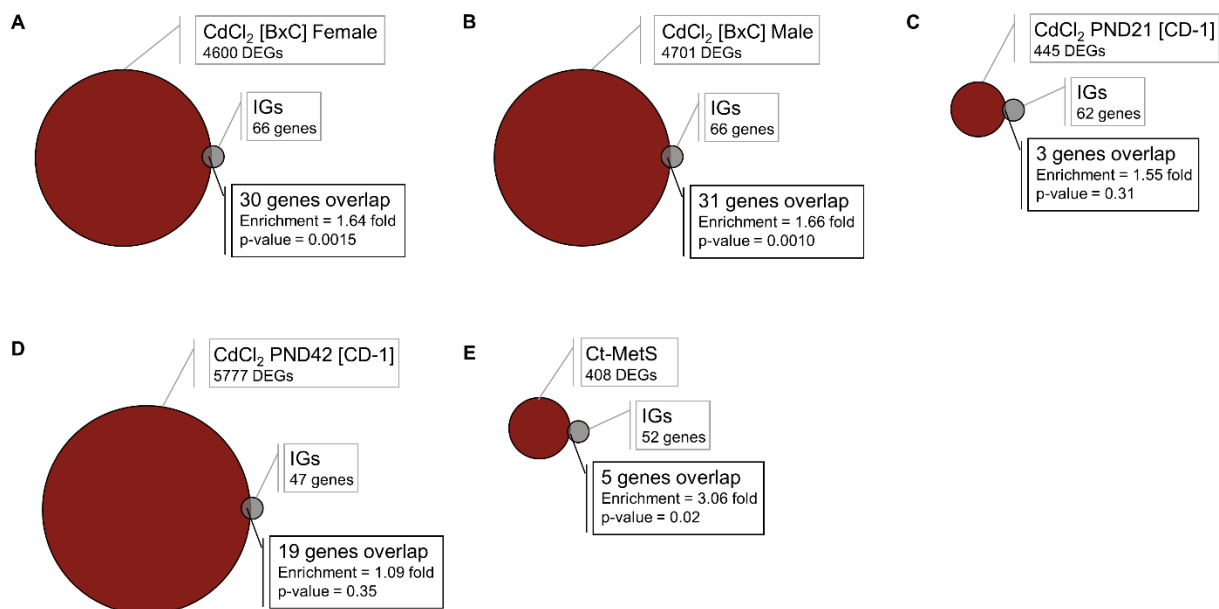 A
CdCl₂ [BxC] Female
4600 DEGs
IGs
66 genes
30 genes overlap
Enrichment = 1.64 fold
p-value = 0.0015
B
CdCl₂ [BxC] Male
4701 DEGs
IGs
66 genes
31 genes overlap
Enrichment = 1.66 fold
p-value = 0.0010
C
CdCl₂ PND21 [CD-1]
445 DEGs
IGs
62 genes
3 genes overlap
Enrichment = 1.55 fold
p-value = 0.31
D
CdCl₂ PND42 [CD-1]
5777 DEGs
IGs
47 genes
19 genes overlap
Enrichment = 1.09 fold
p-value = 0.35
E
Ct-MetS
408 DEGs
IGs
52 genes
5 genes overlap
Enrichment = 3.06 fold
p-value = 0.02